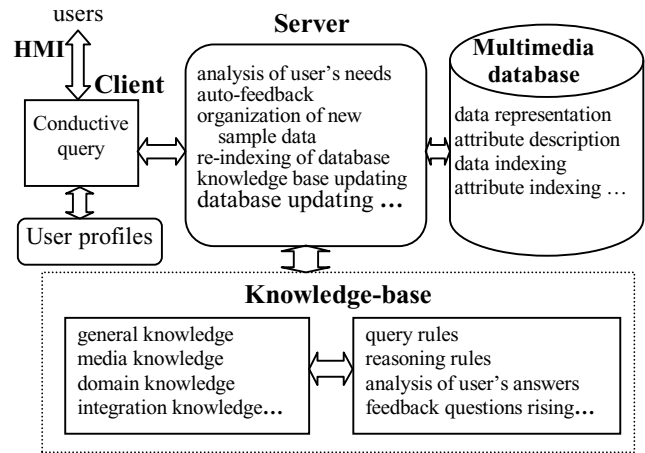 users
HMI
Client
Conductive
query
User profiles
Server
analysis of user's needs
auto-feedback
organization of new
sample data
re-indexing of database
knowledge base updating
database updating ...
Multimedia
database
data representation
attribute description
data indexing
attribute indexing ...
Knowledge-base
general knowledge
media knowledge
domain knowledge
integration knowledge...
query rules
reasoning rules
analysis of user's answers
feedback questions rising...